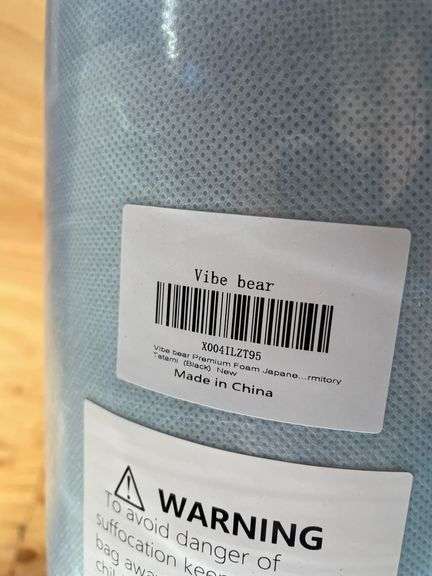 Vibe bear
X004ILZT95
Vibe bear Premium Foam Japane...rmitory
Tatami (Black) New
Made in China
WARNING
To avoid danger of
suffocation keep
bag away